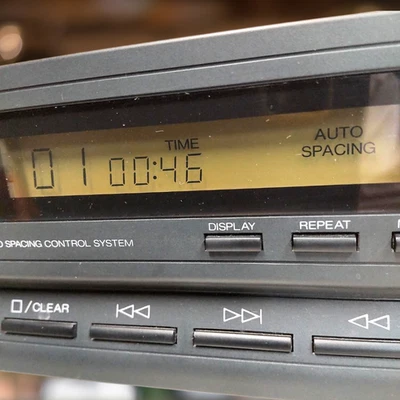 TIME
AUTO
SPACING
01 00:46
SPACING CONTROL SYSTEM
DISPLAY REPEAT
/CLEAR